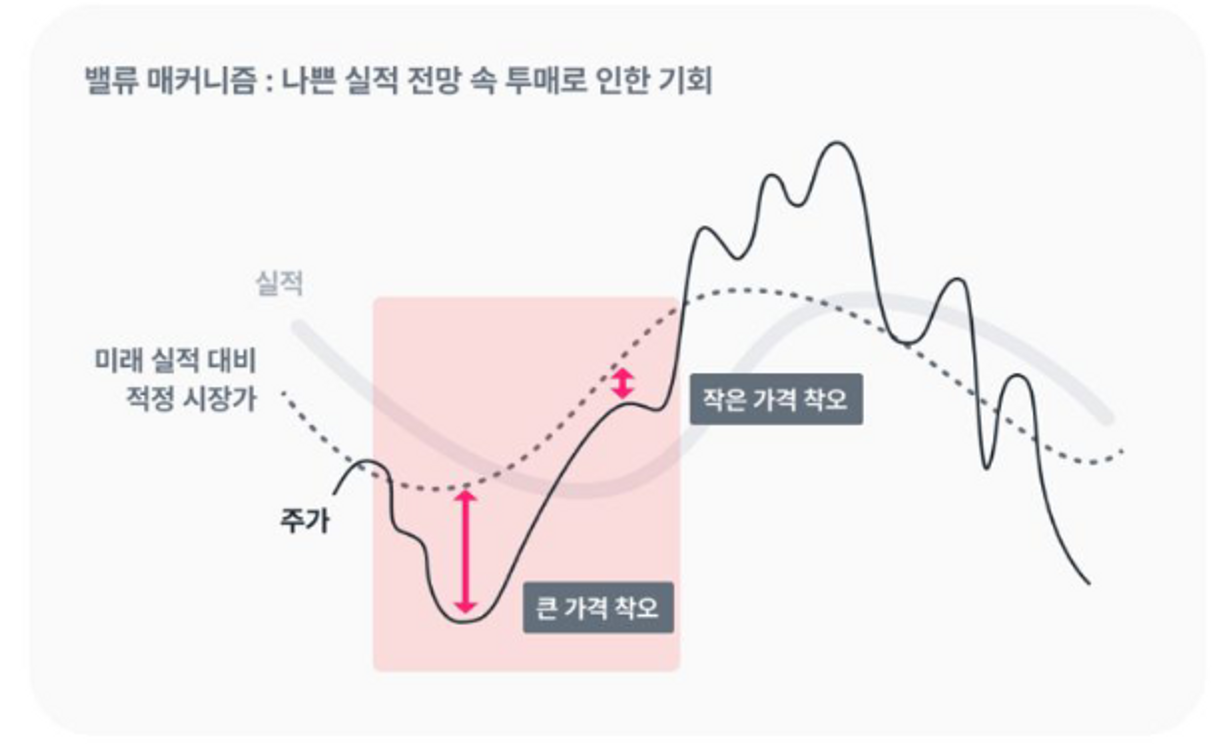 밸류 매커니즘 : 나쁜 실적 전망 속 투매로 인한 기회
실적
미래 실적 대비
적정 시장가
주가
작은 가격 착오
큰 가격 착오